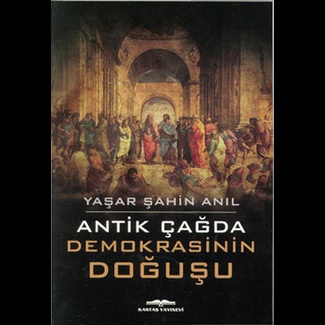 YAŞAR ŞAHİN ANIL
ANTİK ÇAĞDA
DEMOKRASİNİN
DOĞUŞU
KASTAŞ YAYINEVİ